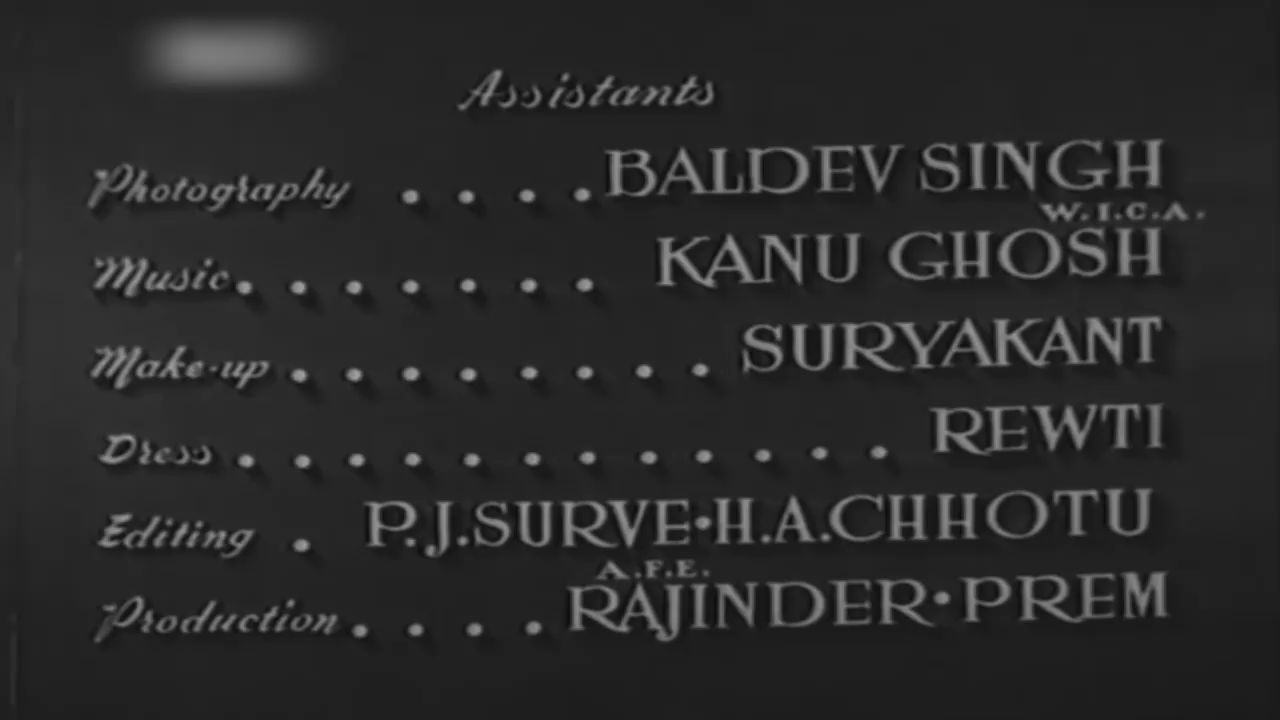 Assistants
Photography . . . . BALDEV SINGH
W.I.C.A.
Music . . . . . . . KANU GHOSH
Make-up . . . . . . . . SURYAKANT
Dress . . . . . . . . . . . . REWTI
Editing . P.J.SURVE•H.A.CHHOTU
A.F.E.
Production . . . . RAJINDER•PREM